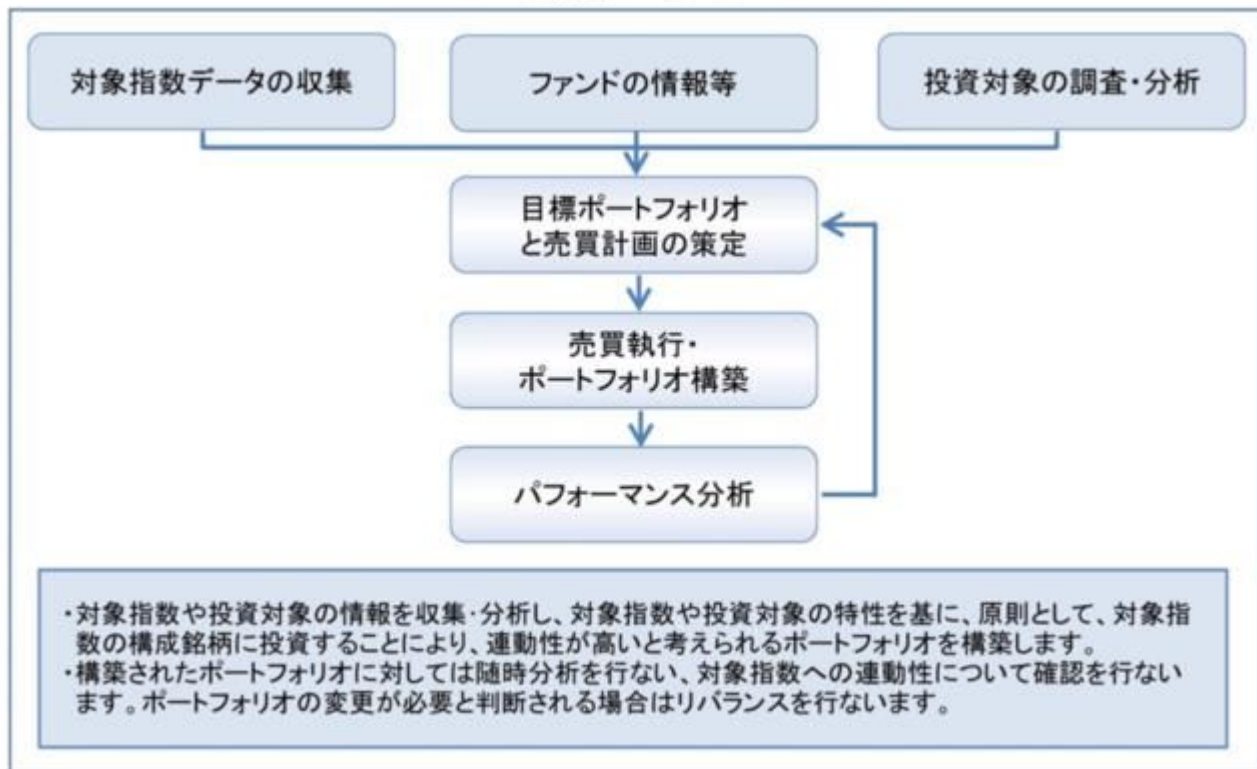 対象指数データの収集
ファンドの情報等
投資対象の調査・分析
目標ポートフォリオ
と売買計画の策定
売買執行・
ポートフォリオ構築
パフォーマンス分析
・対象指数や投資対象の情報を収集・分析し、対象指数や投資対象の特性を基に、原則として、対象指
数の構成銘柄に投資することにより、連動性が高いと考えられるポートフォリオを構築します。
・構築されたポートフォリオに対しては随時分析を行ない、対象指数への連動性について確認を行ない
ます。ポートフォリオの変更が必要と判断される場合はリバランスを行ないます。